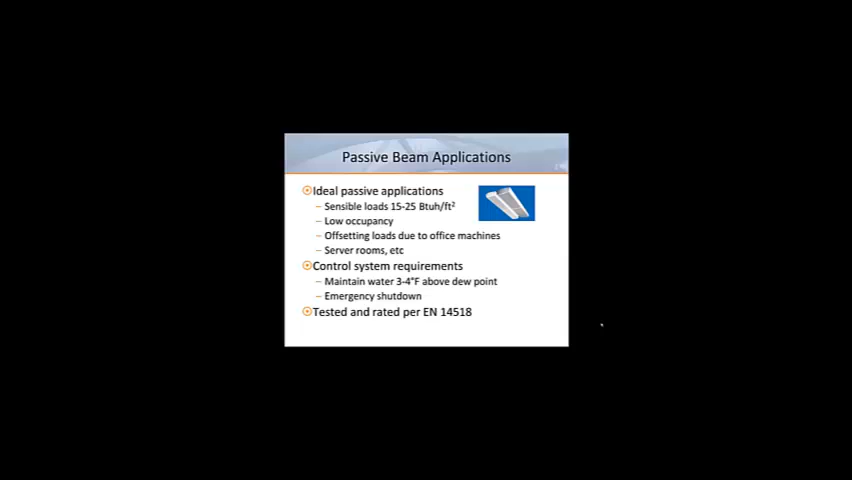 Passive Beam Applications
Ideal passive applications
– Sensible loads 15-25 Btuh/ft²
– Low occupancy
– Offsetting loads due to office machines
– Server rooms, etc
Control system requirements
– Maintain water 3-4°F above dew point
– Emergency shutdown
Tested and rated per EN 14518